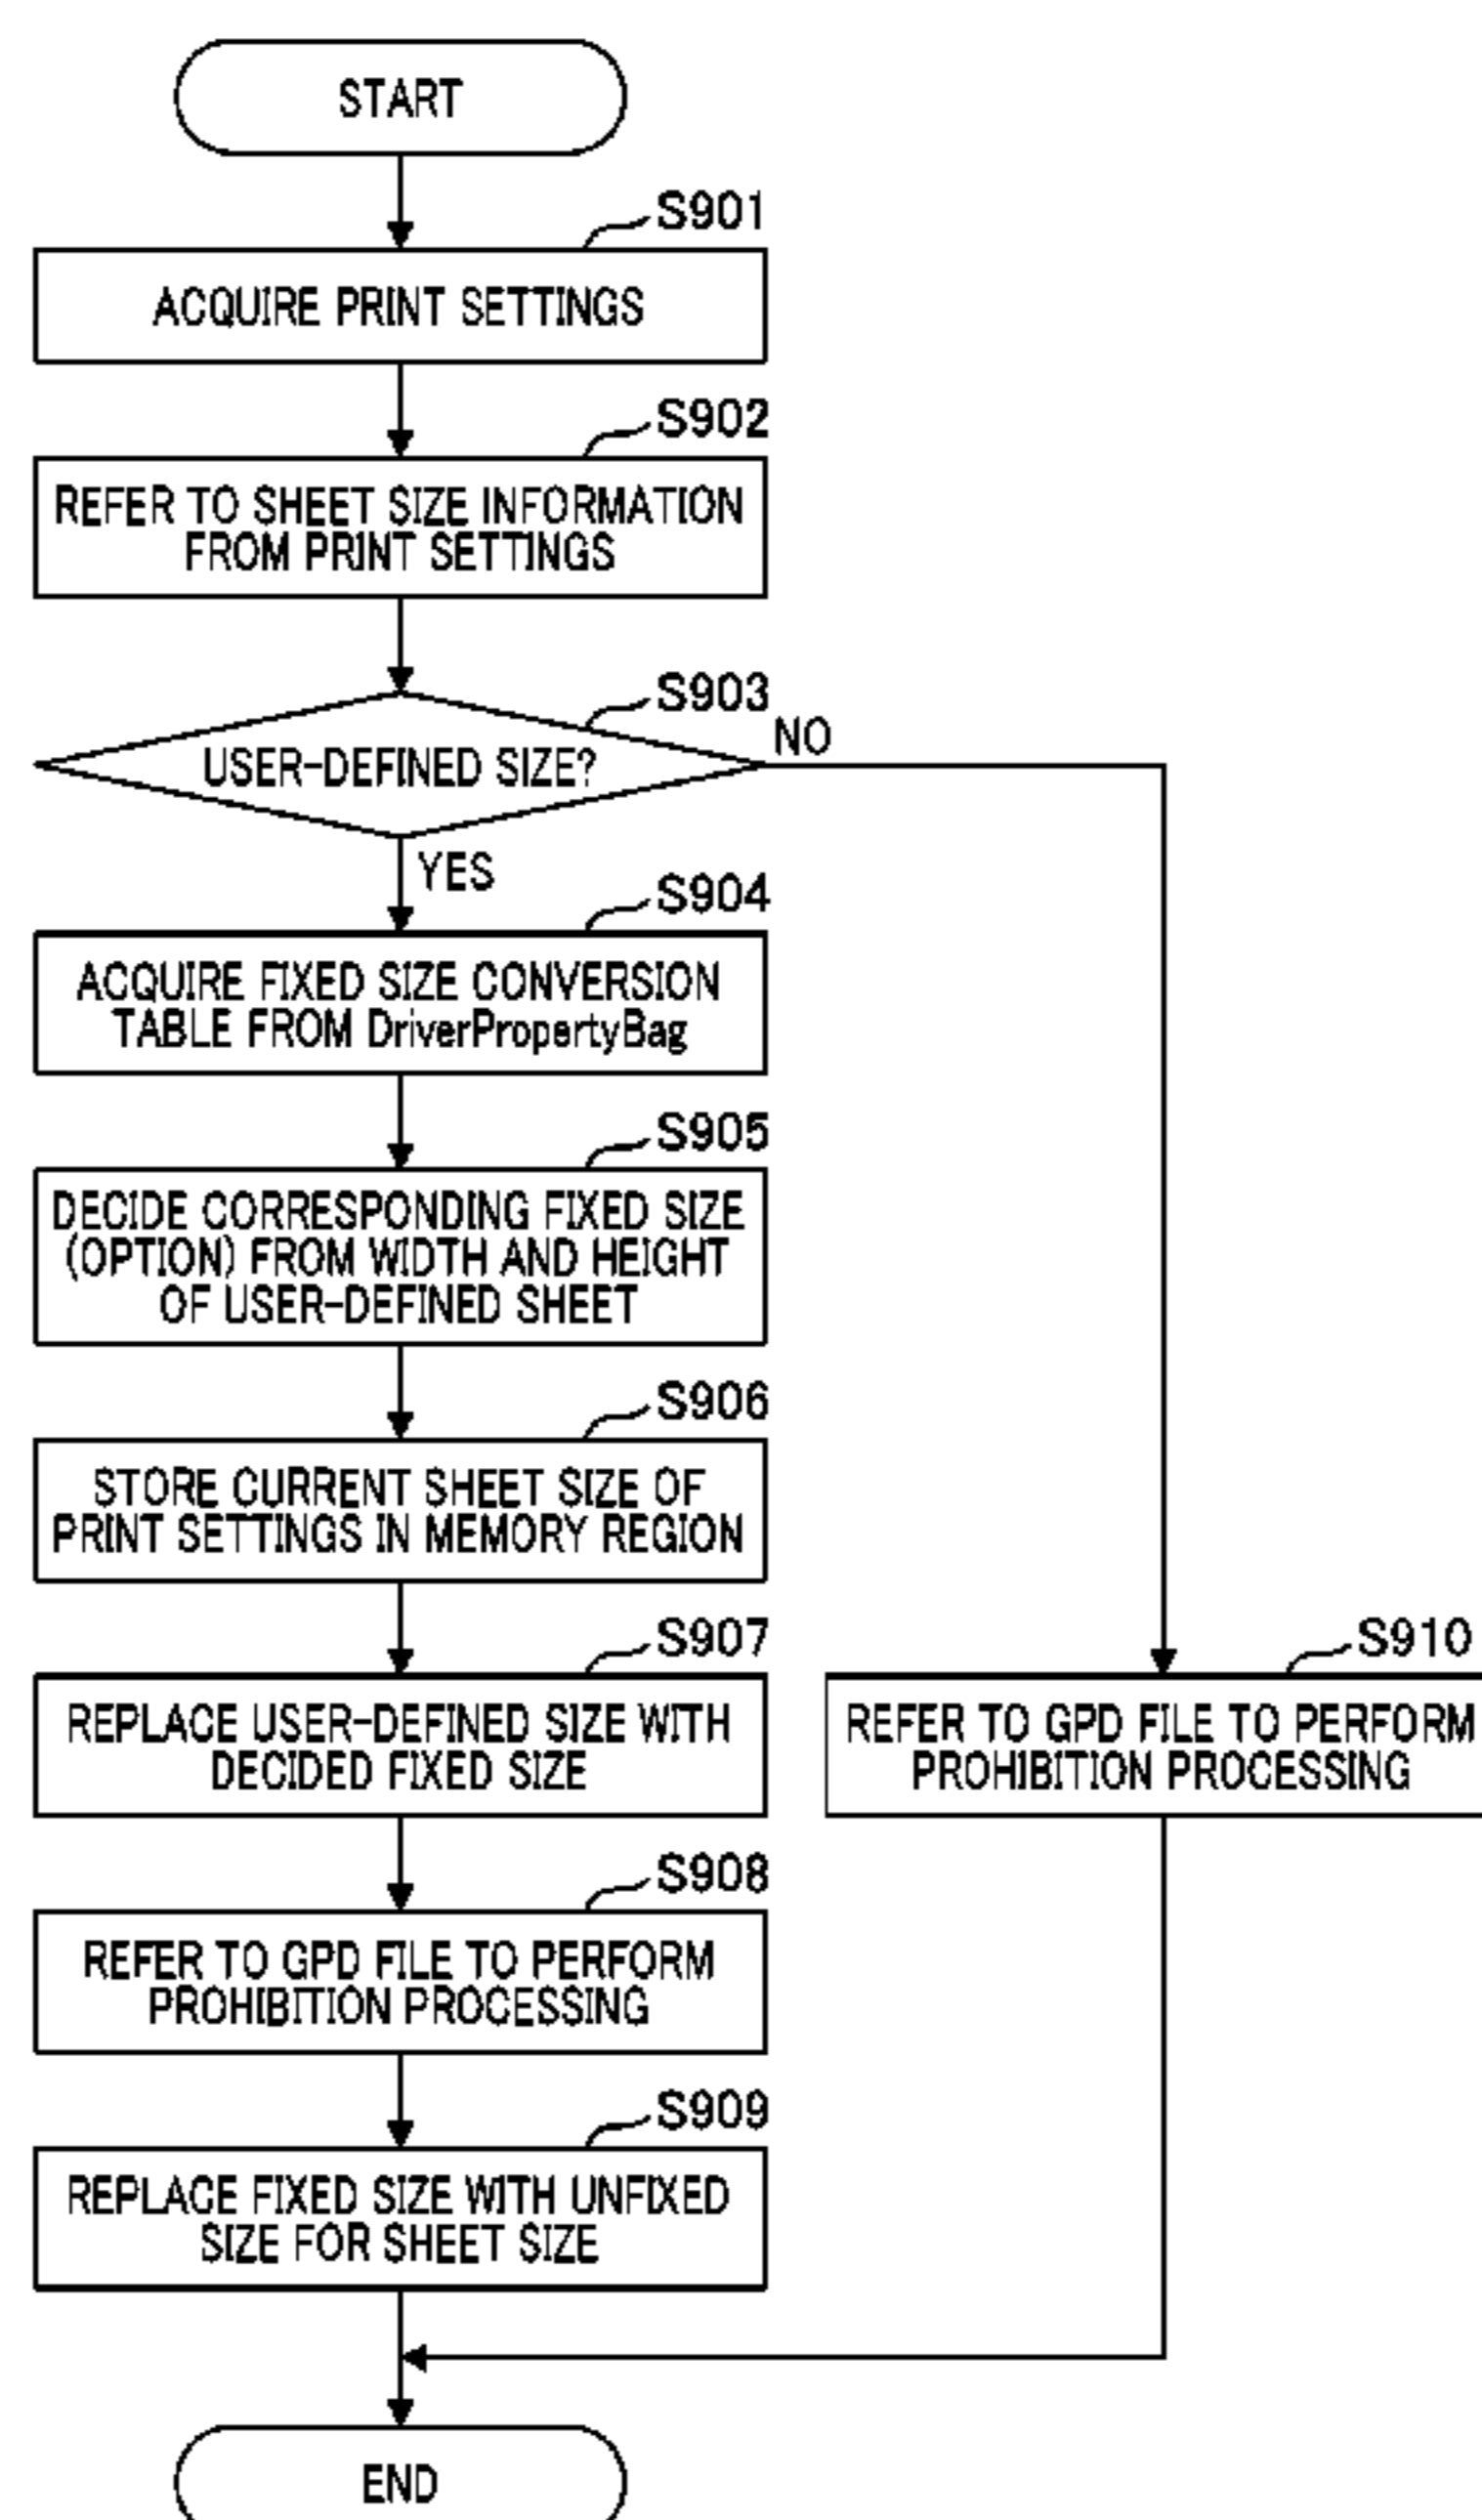 START
S901
ACQUIRE PRINT SETTINGS
S902
REFER TO SHEET SIZE INFORMATION
FROM PRINT SETTINGS
S903
USER-DEFINED SIZE?
NO
YES
S904
ACQUIRE FIXED SIZE CONVERSION
TABLE FROM DriverPropertyBag
S905
DECIDE CORRESPONDING FIXED SIZE
(OPTION) FROM WIDTH AND HEIGHT
OF USER-DEFINED SHEET
S906
STORE CURRENT SHEET SIZE OF
PRINT SETTINGS IN MEMORY REGION
S907
REPLACE USER-DEFINED SIZE WITH
DECIDED FIXED SIZE
S910
REFER TO GPD FILE TO PERFORM
PROHIBITION PROCESSING
S908
REFER TO GPD FILE TO PERFORM
PROHIBITION PROCESSING
S909
REPLACE FIXED SIZE WITH UNFIXED
SIZE FOR SHEET SIZE
END